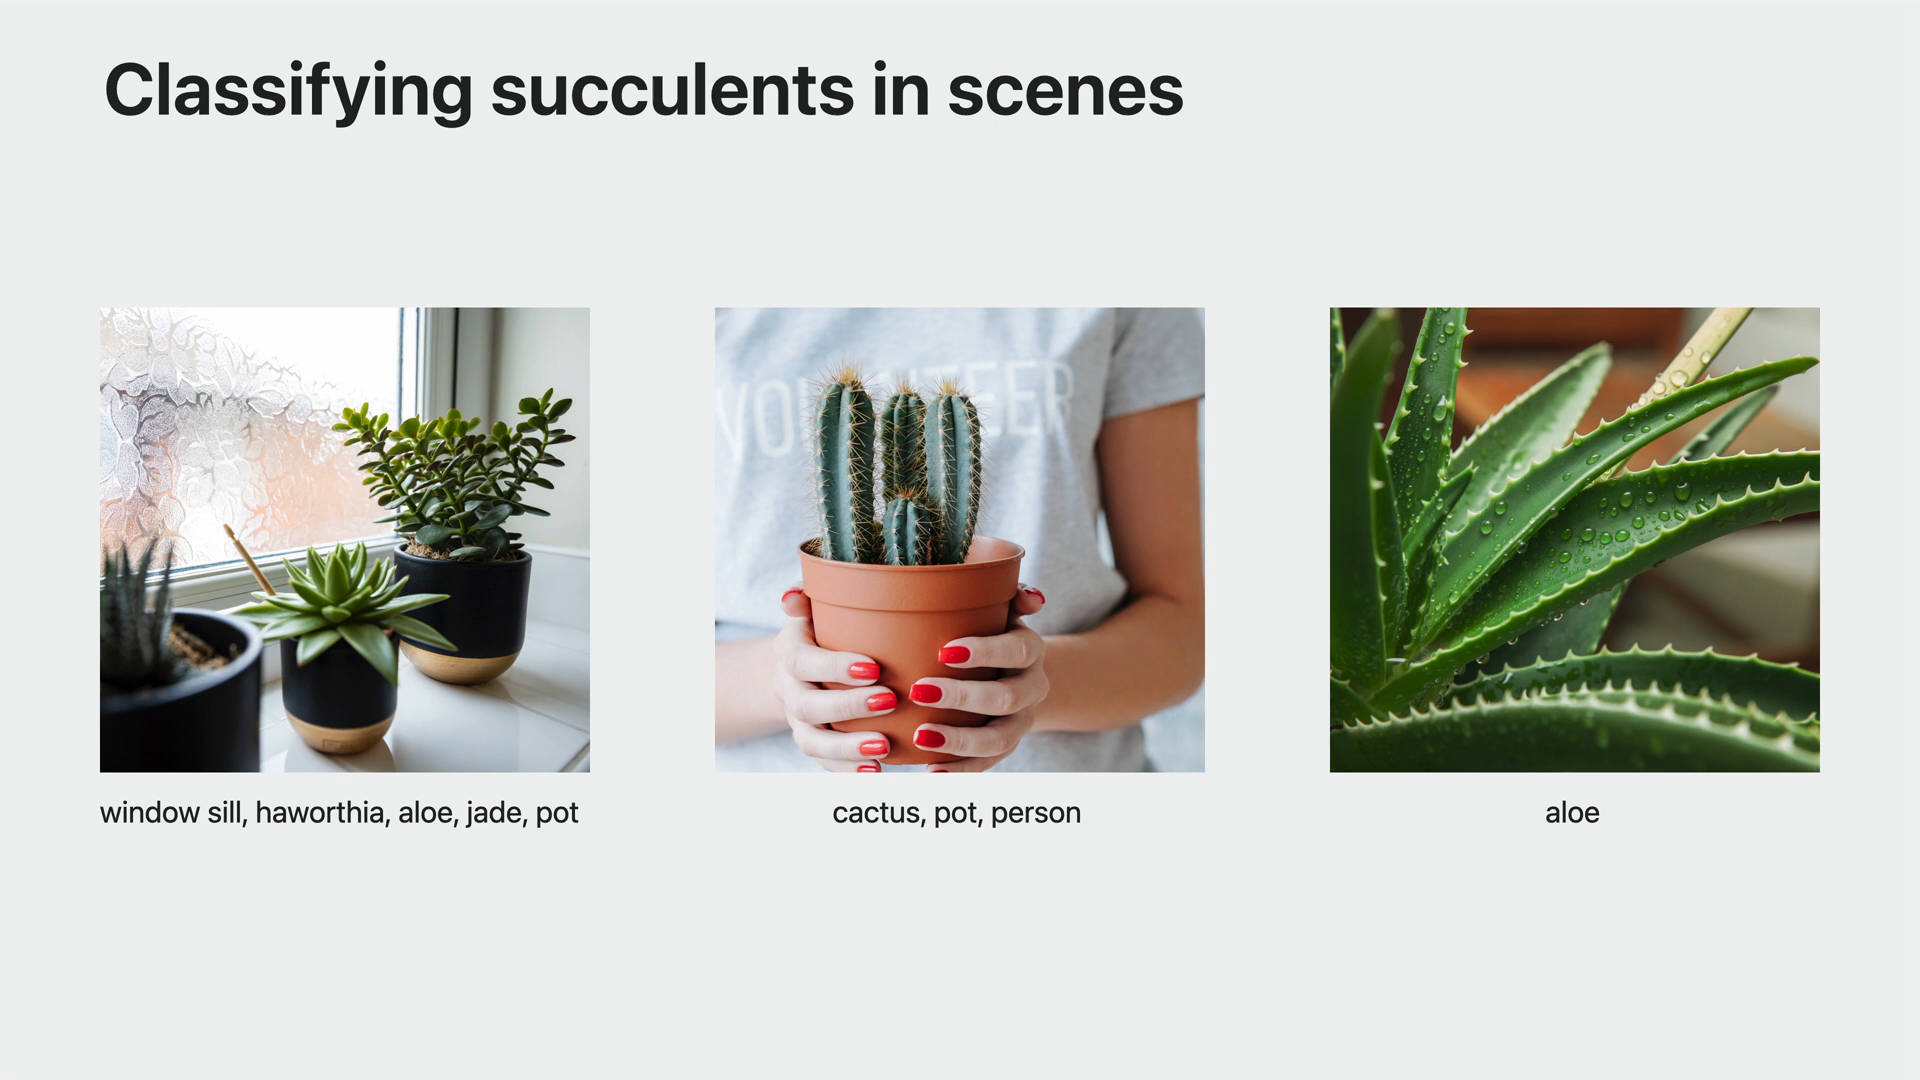 Classifying succulents in scenes
VOLUNTEER
window sill, haworthia, aloe, jade, pot
cactus, pot, person
aloe